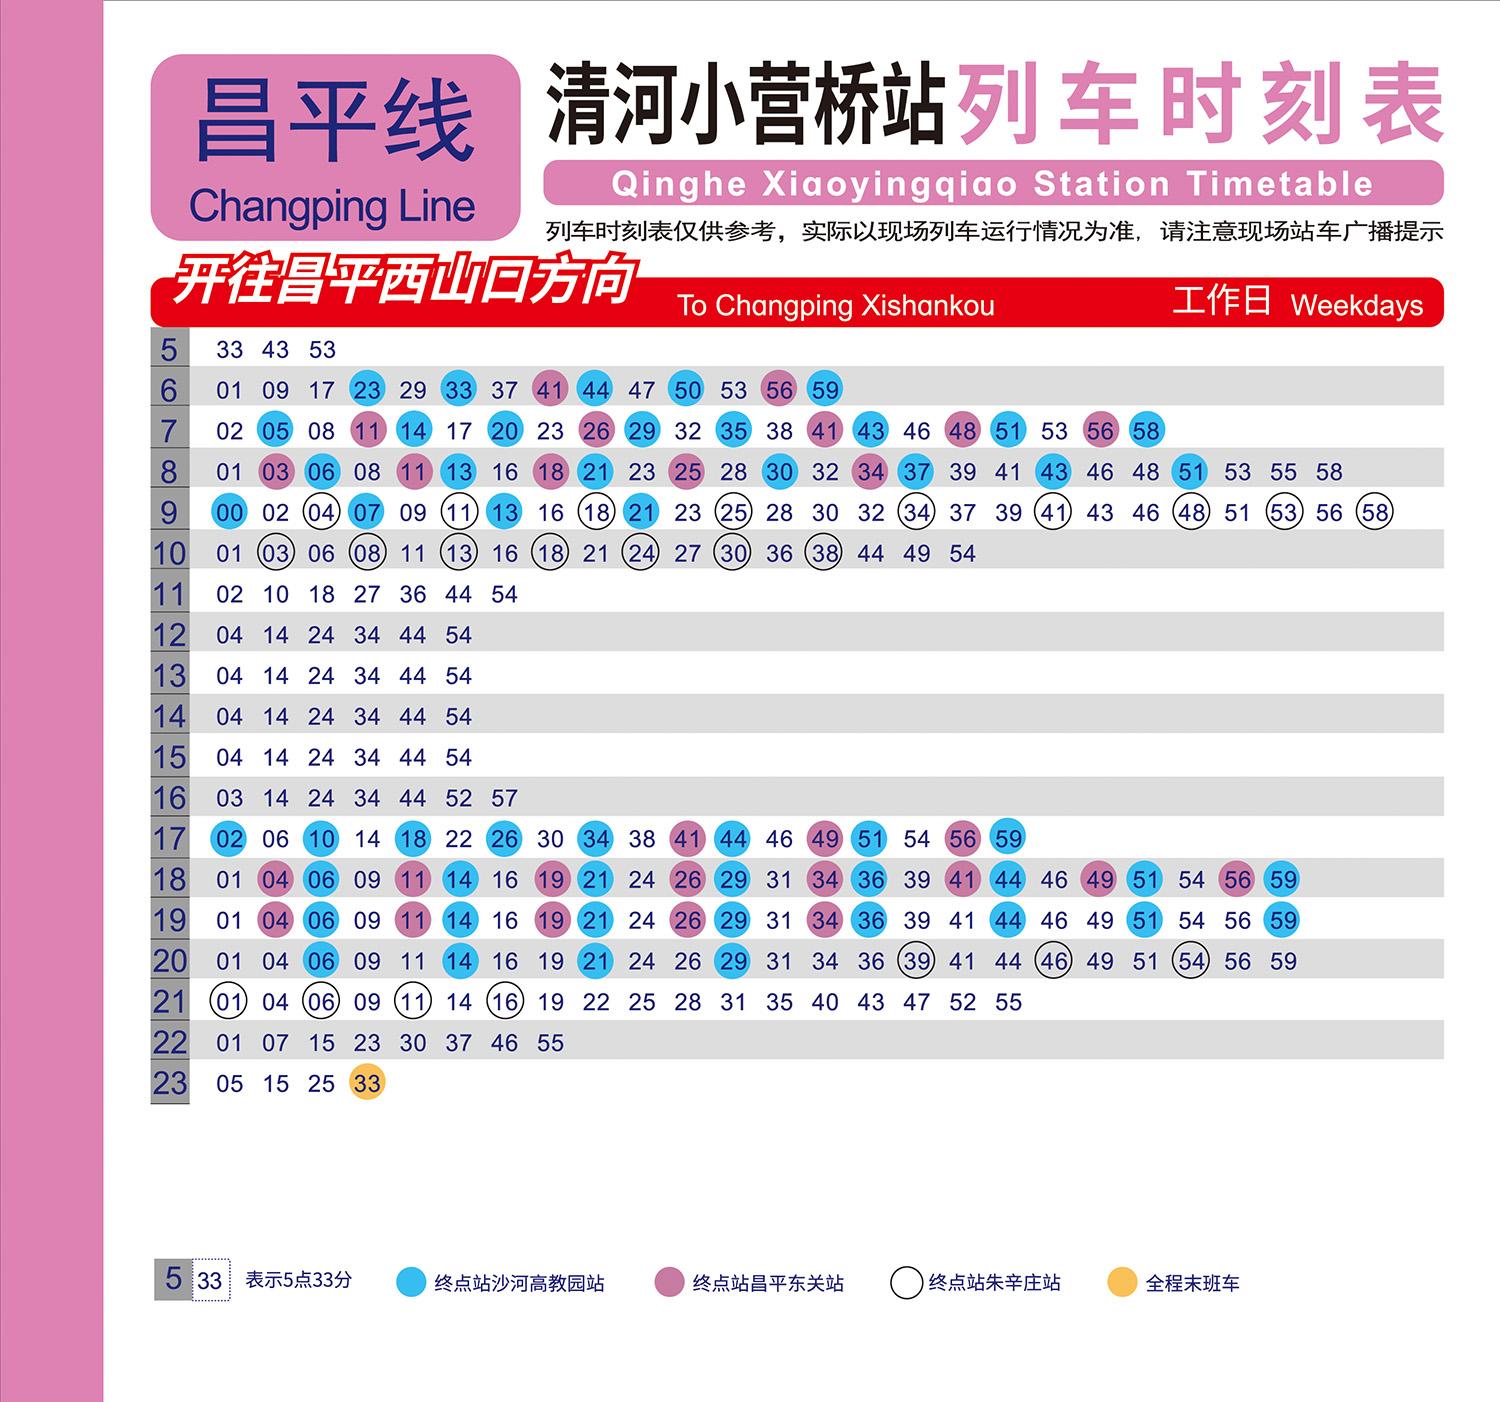 昌平线
Changping Line
清河小营桥站列车时刻表
Qinghe Xiaoyingqiao Station Timetable
列车时刻表仅供参考，实际以现场列车运行情况为准，请注意现场站车广播提示
开往昌平西山口方向 To Changping Xishankou 工作日 Weekdays
5 33 43 53
6 01 09 17 23 29 33 37 41 44 47 50 53 56 59
7 02 05 08 11 14 17 20 23 26 29 32 35 38 41 43 46 48 51 53 56 58
8 01 03 06 08 11 13 16 18 21 23 25 28 30 32 34 37 39 41 43 46 48 51 53 55 58
9 00 02 04 07 09 11 13 16 18 21 23 25 28 30 32 34 37 39 41 43 46 48 51 53 56 58
10 01 03 06 08 11 13 16 18 21 24 27 30 36 38 44 49 54
11 02 10 18 27 36 44 54
12 04 14 24 34 44 54
13 04 14 24 34 44 54
14 04 14 24 34 44 54
15 04 14 24 34 44 54
16 03 14 24 34 44 52 57
17 02 06 10 14 18 22 26 30 34 38 41 44 46 49 51 54 56 59
18 01 04 06 09 11 14 16 19 21 24 26 29 31 34 36 39 41 44 46 49 51 54 56 59
19 01 04 06 09 11 14 16 19 21 24 26 29 31 34 36 39 41 44 46 49 51 54 56 59
20 01 04 06 09 11 14 16 19 21 24 26 29 31 34 36 39 41 44 46 49 51 54 56 59
21 01 04 06 09 11 14 16 19 22 25 28 31 35 40 43 47 52 55
22 01 07 15 23 30 37 46 55
23 05 15 25 33
5 33 表示5点33分 终点站沙河高教园站 终点站昌平东关站 终点站朱辛庄站 全程末班车